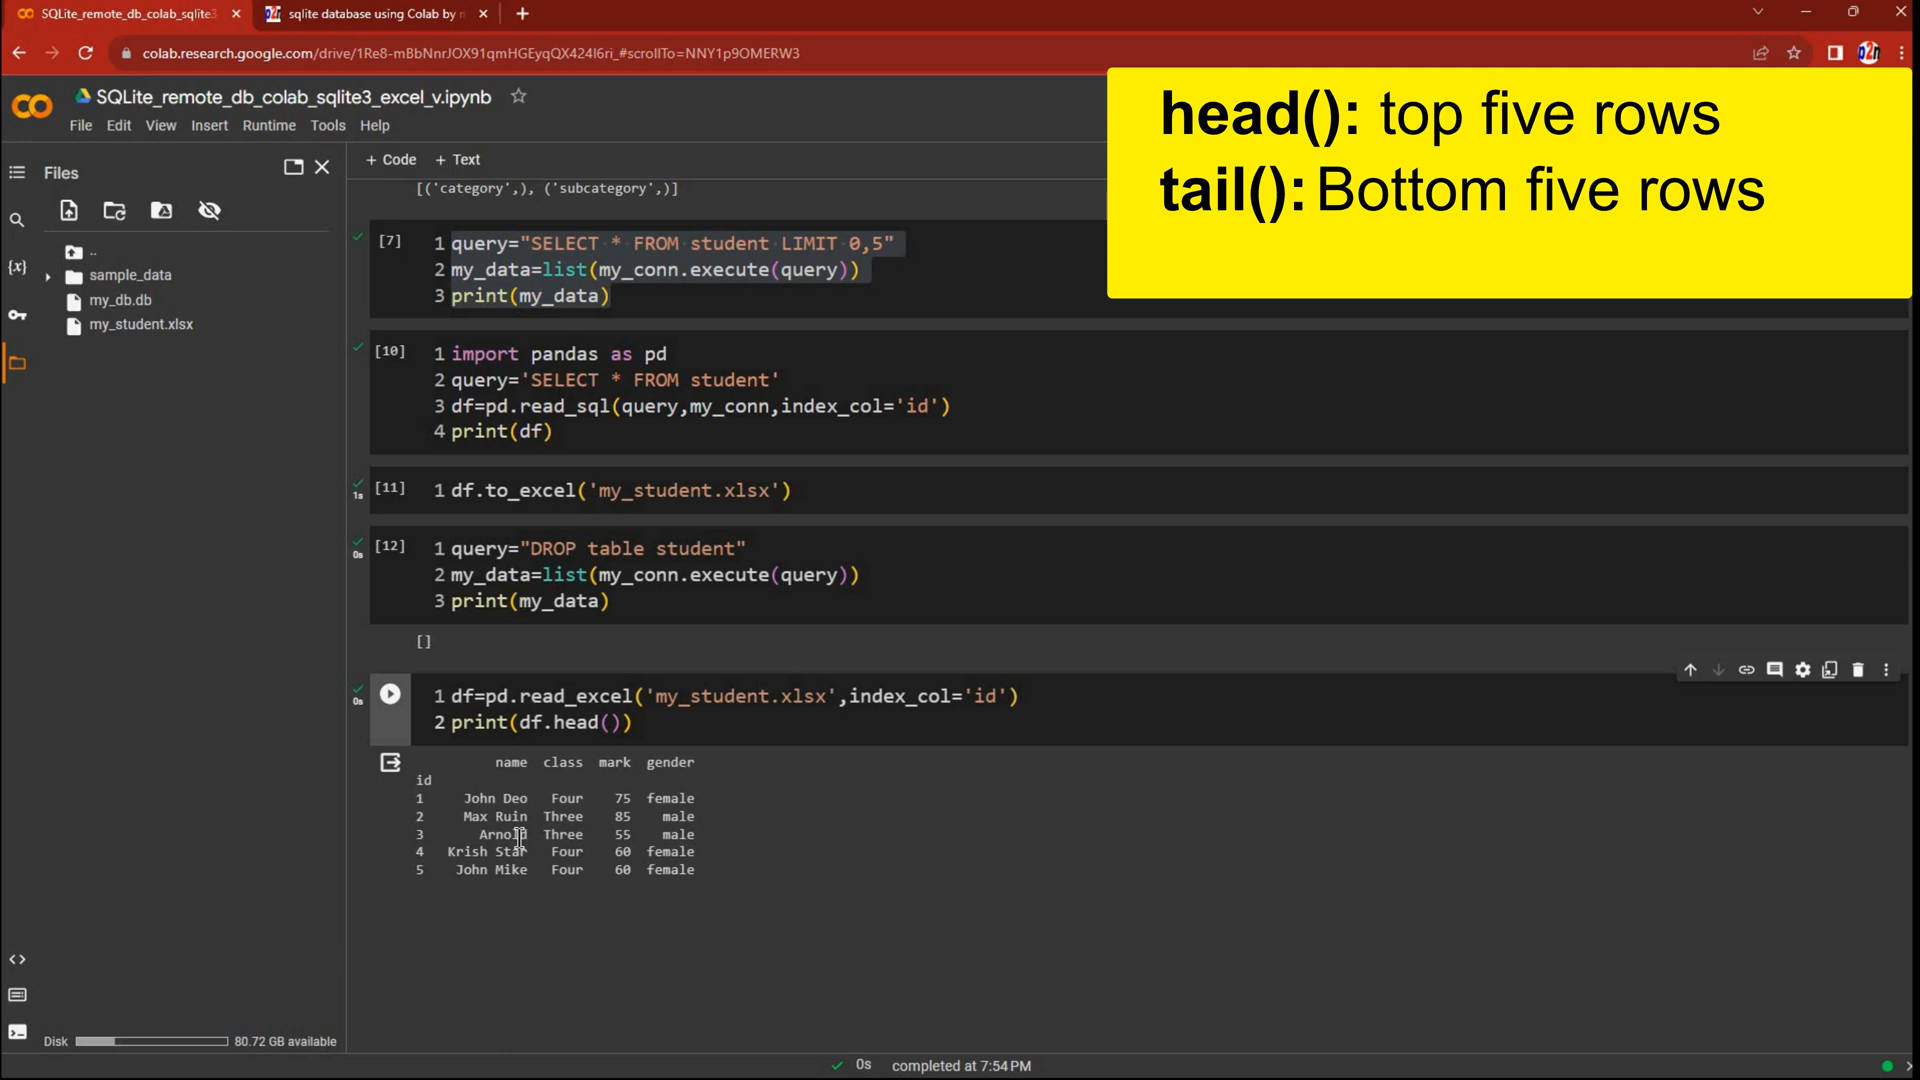 SQLite_remote_db_colab_sqlite3
sqlite database using Colab by
colab.research.google.com/drive/1Re8-mBbNnrJOX91qmHGEyqQX424l6ri_#scrollTo=NNY1p9OMERW3
SQLite_remote_db_colab_sqlite3_excel_v.ipynb
File Edit View Insert Runtime Tools Help
head(): top five rows
tail(): Bottom five rows
Files
+ Code + Text
..
sample_data
my_db.db
my_student.xlsx
{x}
[('category',), ('subcategory',)]
[7]
1 query="SELECT * FROM student LIMIT 0,5"
2 my_data=list(my_conn.execute(query))
3 print(my_data)
[10]
1 import pandas as pd
2 query='SELECT * FROM student'
3 df=pd.read_sql(query,my_conn,index_col='id')
4 print(df)
1s [11]
1 df.to_excel('my_student.xlsx')
0s [12]
1 query="DROP table student"
2 my_data=list(my_conn.execute(query))
3 print(my_data)
[]
0s
1 df=pd.read_excel('my_student.xlsx',index_col='id')
2 print(df.head())
name class mark gender
id
1 John Deo Four 75 female
2 Max Ruin Three 85 male
3 Arnold Three 55 male
4 Krish Star Four 60 female
5 John Mike Four 60 female
Disk 80.72 GB available
0s completed at 7:54 PM